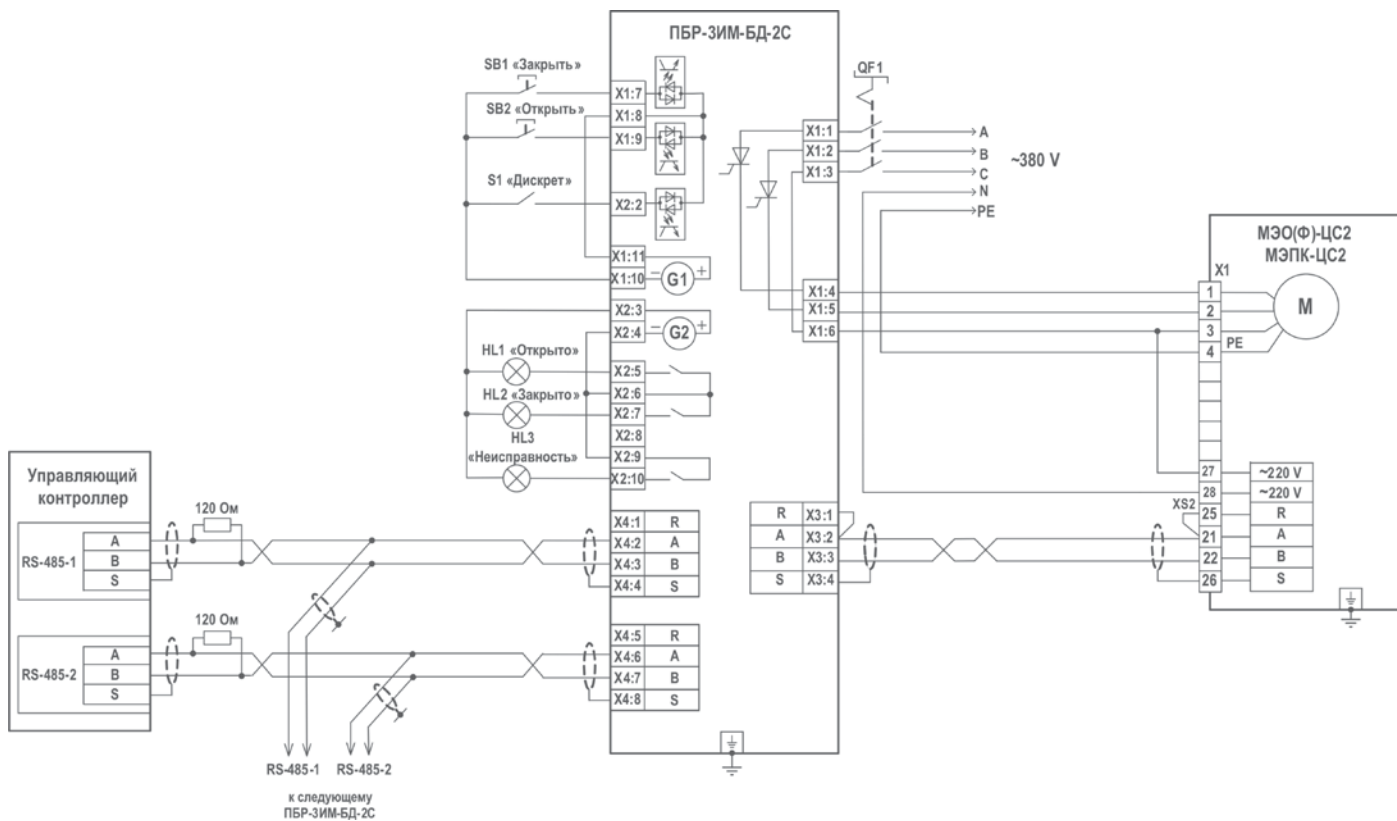 ПБР-3ИМ-БД-2С
SB1 «Закрыть»
X1:7
X1:8
SB2 «Открыть»
X1:9
S1 «Дискрет»
X2:2
X1:11
X1:10
− G1 +
X2:3
X2:4
− G2 +
HL1 «Открыто»
X2:5
X2:6
HL2 «Закрыто»
X2:7
HL3
«Неисправность»
X2:8
X2:9
X2:10
QF1
X1:1
A
X1:2
B
X1:3
C
N
PE
~380 V
X1:4
X1:5
X1:6
МЭО(Ф)-ЦС2
МЭПК-ЦС2
X1
1
2
3
4
PE
M
27 ~220 V
28 ~220 V
XS2
25 R
21 A
22 B
26 S
R X3:1
A X3:2
B X3:3
S X3:4
Управляющий
контроллер
RS-485-1
A
B
S
120 Ом
X4:1 R
X4:2 A
X4:3 B
X4:4 S
RS-485-2
A
B
S
120 Ом
X4:5 R
X4:6 A
X4:7 B
X4:8 S
RS-485-1 RS-485-2
к следующему
ПБР-3ИМ-БД-2С